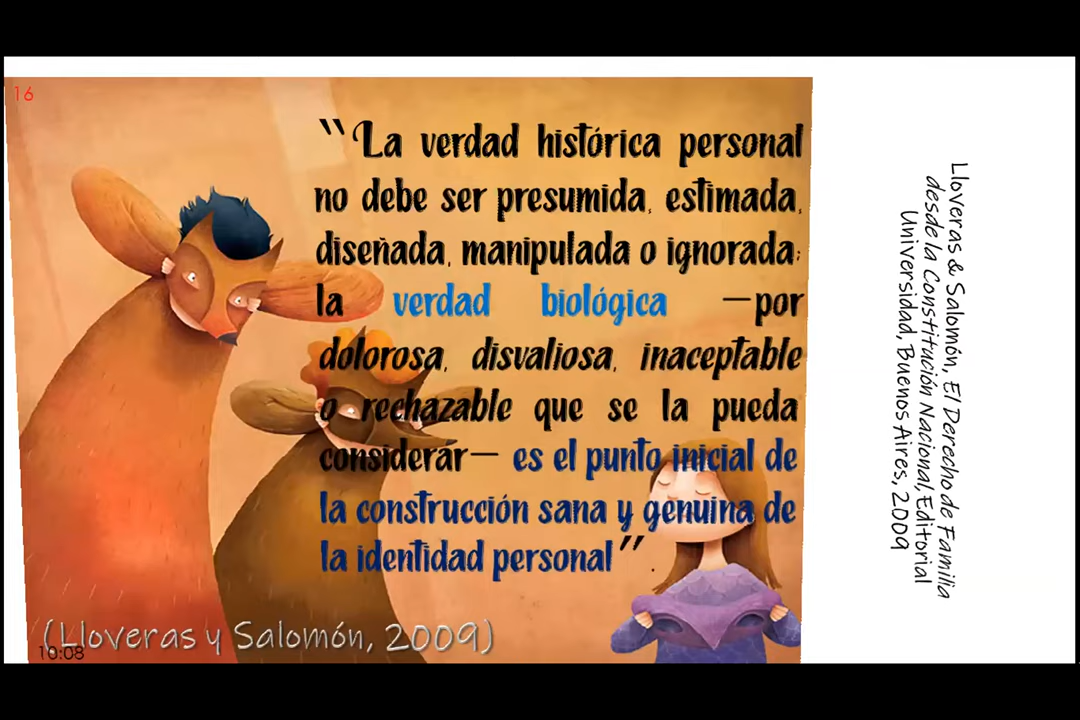 16
“La verdad histórica personal
no debe ser presumida, estimada,
diseñada, manipulada o ignorada;
la verdad biológica —por
dolorosa, disvaliosa, inaceptable
o rechazable que se la pueda
considerar— es el punto inicial de
la construcción sana y genuina de
la identidad personal”.
(Lloveras y Salomón, 2009)
10:08
Lloveras & Salomón, El Derecho de Familia
desde la Constitución Nacional, Editorial
Universidad, Buenos Aires, 2009